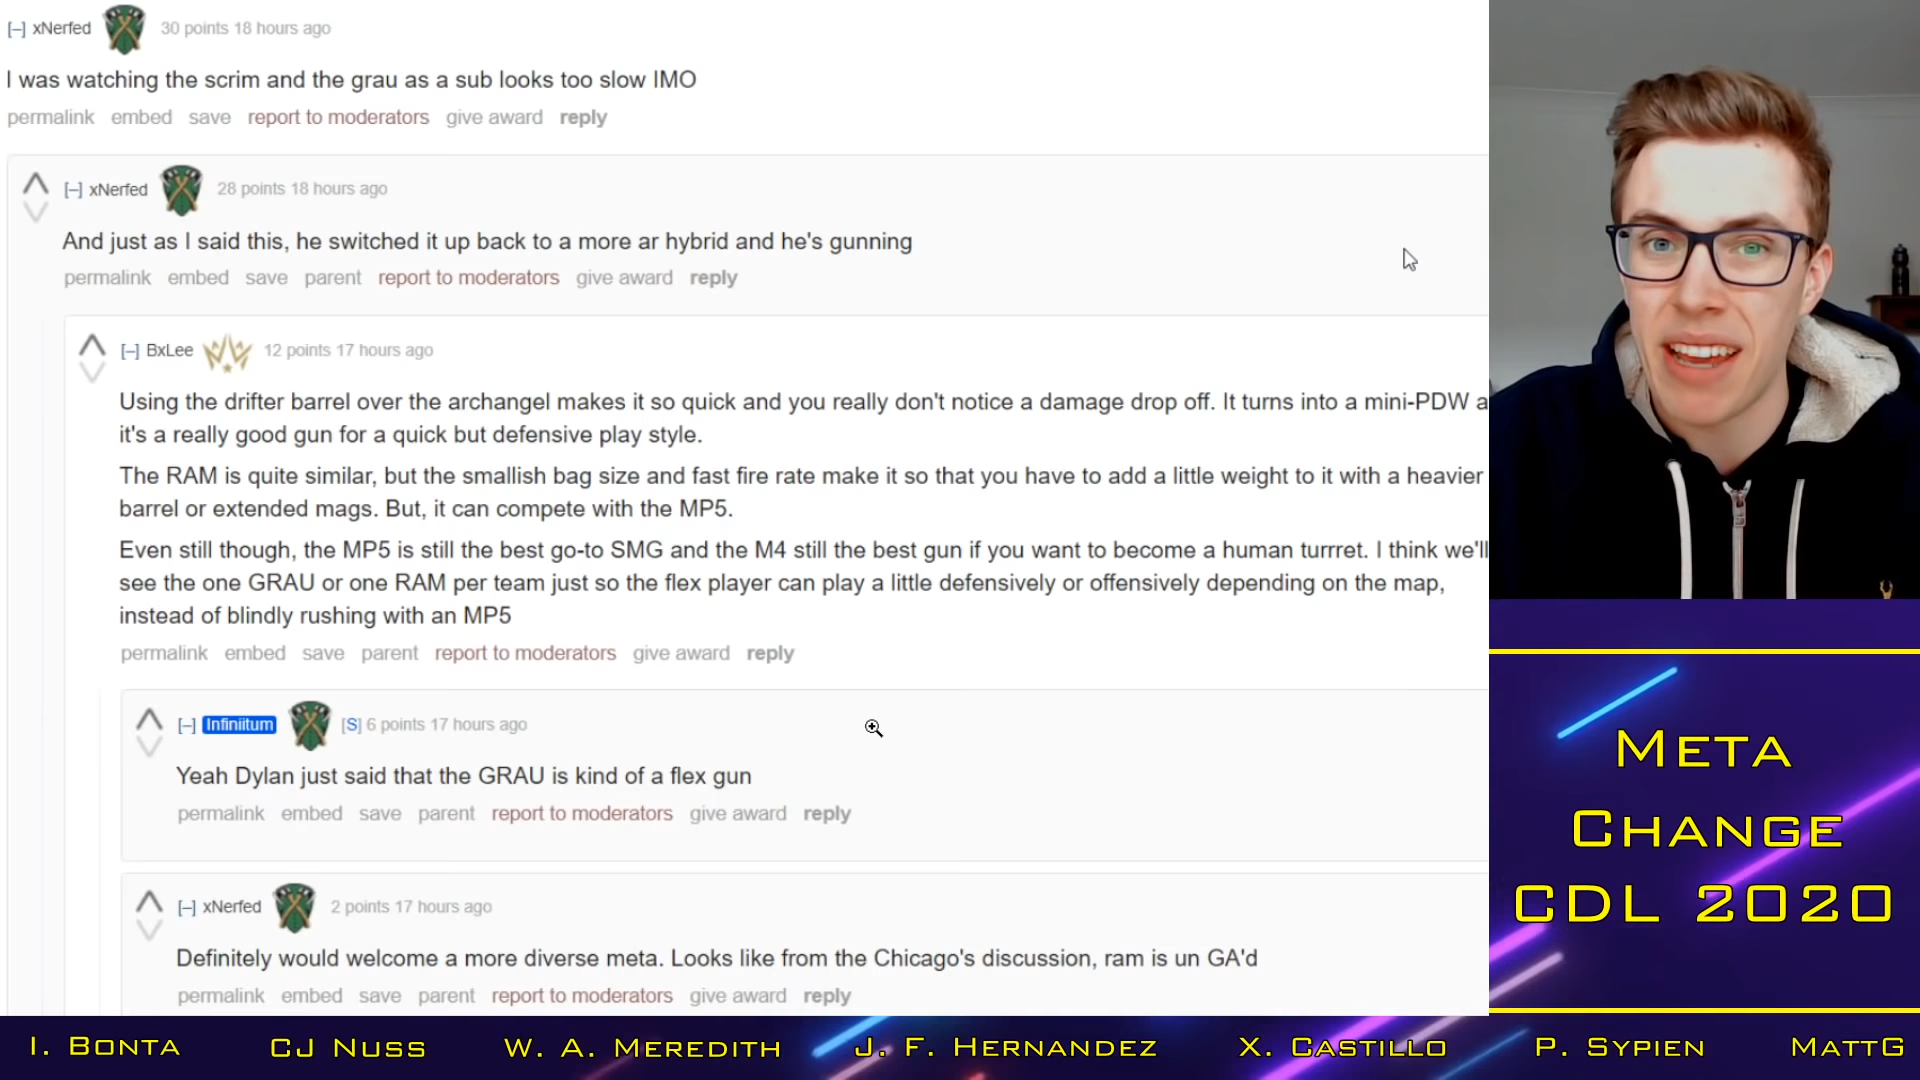 [–] xNerfed 30 points 18 hours ago
I was watching the scrim and the grau as a sub looks too slow IMO
permalink embed save report to moderators give award reply
[–] xNerfed 28 points 18 hours ago
And just as I said this, he switched it up back to a more ar hybrid and he's gunning
permalink embed save parent report to moderators give award reply
[–] BxLee 12 points 17 hours ago
Using the drifter barrel over the archangel makes it so quick and you really don't notice a damage drop off. It turns into a mini-PDW a
it's a really good gun for a quick but defensive play style.
The RAM is quite similar, but the smallish bag size and fast fire rate make it so that you have to add a little weight to it with a heavier
barrel or extended mags. But, it can compete with the MP5.
Even still though, the MP5 is still the best go-to SMG and the M4 still the best gun if you want to become a human turrret. I think we'll
see the one GRAU or one RAM per team just so the flex player can play a little defensively or offensively depending on the map,
instead of blindly rushing with an MP5
permalink embed save parent report to moderators give award reply
[–] Infiniitum [S] 6 points 17 hours ago
Yeah Dylan just said that the GRAU is kind of a flex gun
permalink embed save parent report to moderators give award reply
[–] xNerfed 2 points 17 hours ago
Definitely would welcome a more diverse meta. Looks like from the Chicago's discussion, ram is un GA'd
permalink embed save parent report to moderators give award reply
Meta
Change
CDL 2020
I. Bonta CJ Nuss W. A. Meredith J. F. Hernandez X. Castillo P. Sypien MattG